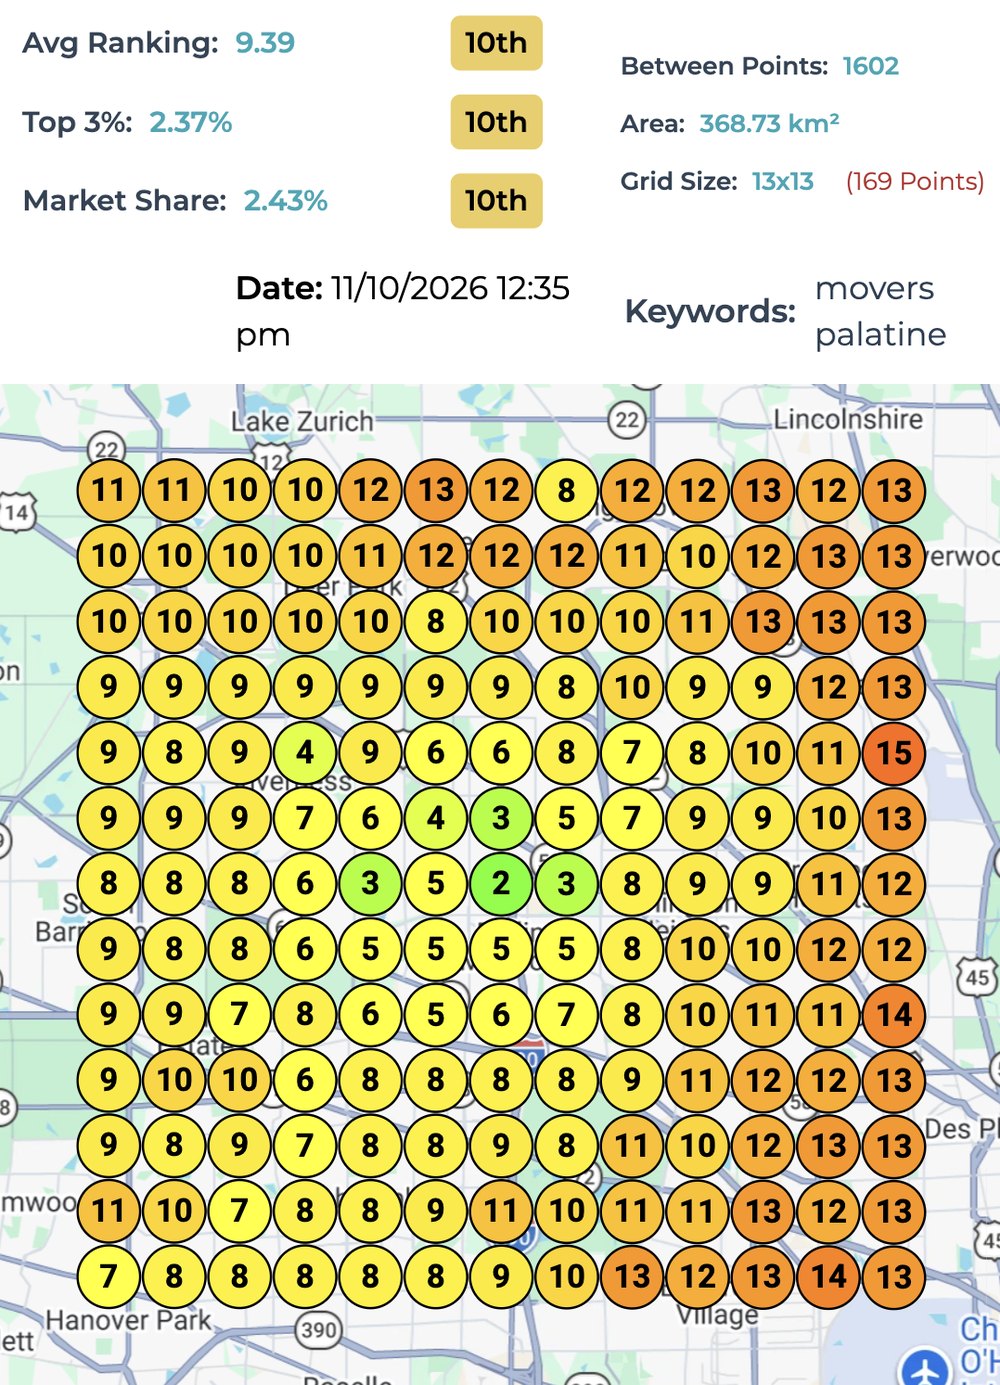 Avg Ranking: 9.39 10th
Between Points: 1602
Top 3%: 2.37% 10th
Area: 368.73 km²
Grid Size: 13x13 (169 Points)
Market Share: 2.43% 10th
Date: 11/10/2026 12:35
pm
Keywords: movers
palatine
Lake Zurich 22 Lincolnshire
22
12
11 11 10 10 12 13 12 8 12 12 13 12 13
14
10 10 10 10 11 12 12 12 11 10 12 13 13
10 10 10 10 10 8 10 10 10 11 13 13 13
9 9 9 9 9 9 9 8 10 9 9 12 13
9 8 9 4 9 6 6 8 7 8 10 11 15
9 9 9 7 6 4 3 5 7 9 9 10 13
8 8 8 6 3 5 2 3 8 9 9 11 12
9 8 8 6 5 5 5 5 8 10 10 12 12
45
9 9 7 8 6 5 6 7 8 10 11 11 14
9 10 10 6 8 8 8 8 9 11 12 12 13
9 8 9 7 8 8 9 8 11 10 12 13 13
11 10 7 8 8 9 11 10 11 11 13 12 13
7 8 8 8 8 8 9 10 13 12 13 14 13
Hanover Park 390 Village